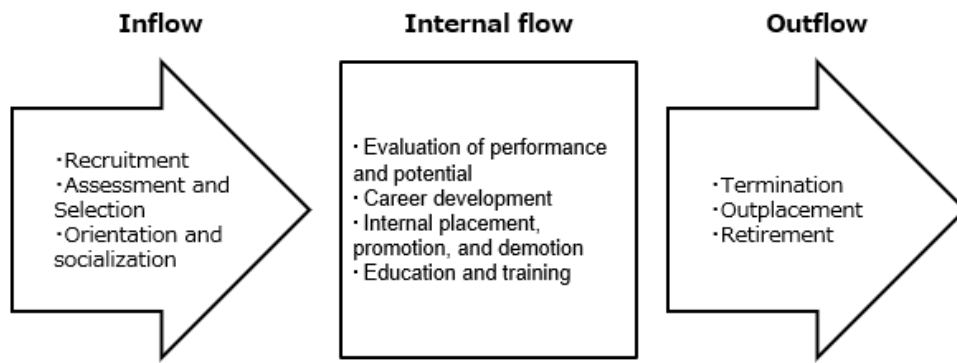 Inflow
・Recruitment
・Assessment and
Selection
・Orientation and
socialization
Internal flow
・Evaluation of performance
and potential
・Career development
・Internal placement,
promotion, and demotion
・Education and training
Outflow
・Termination
・Outplacement
・Retirement